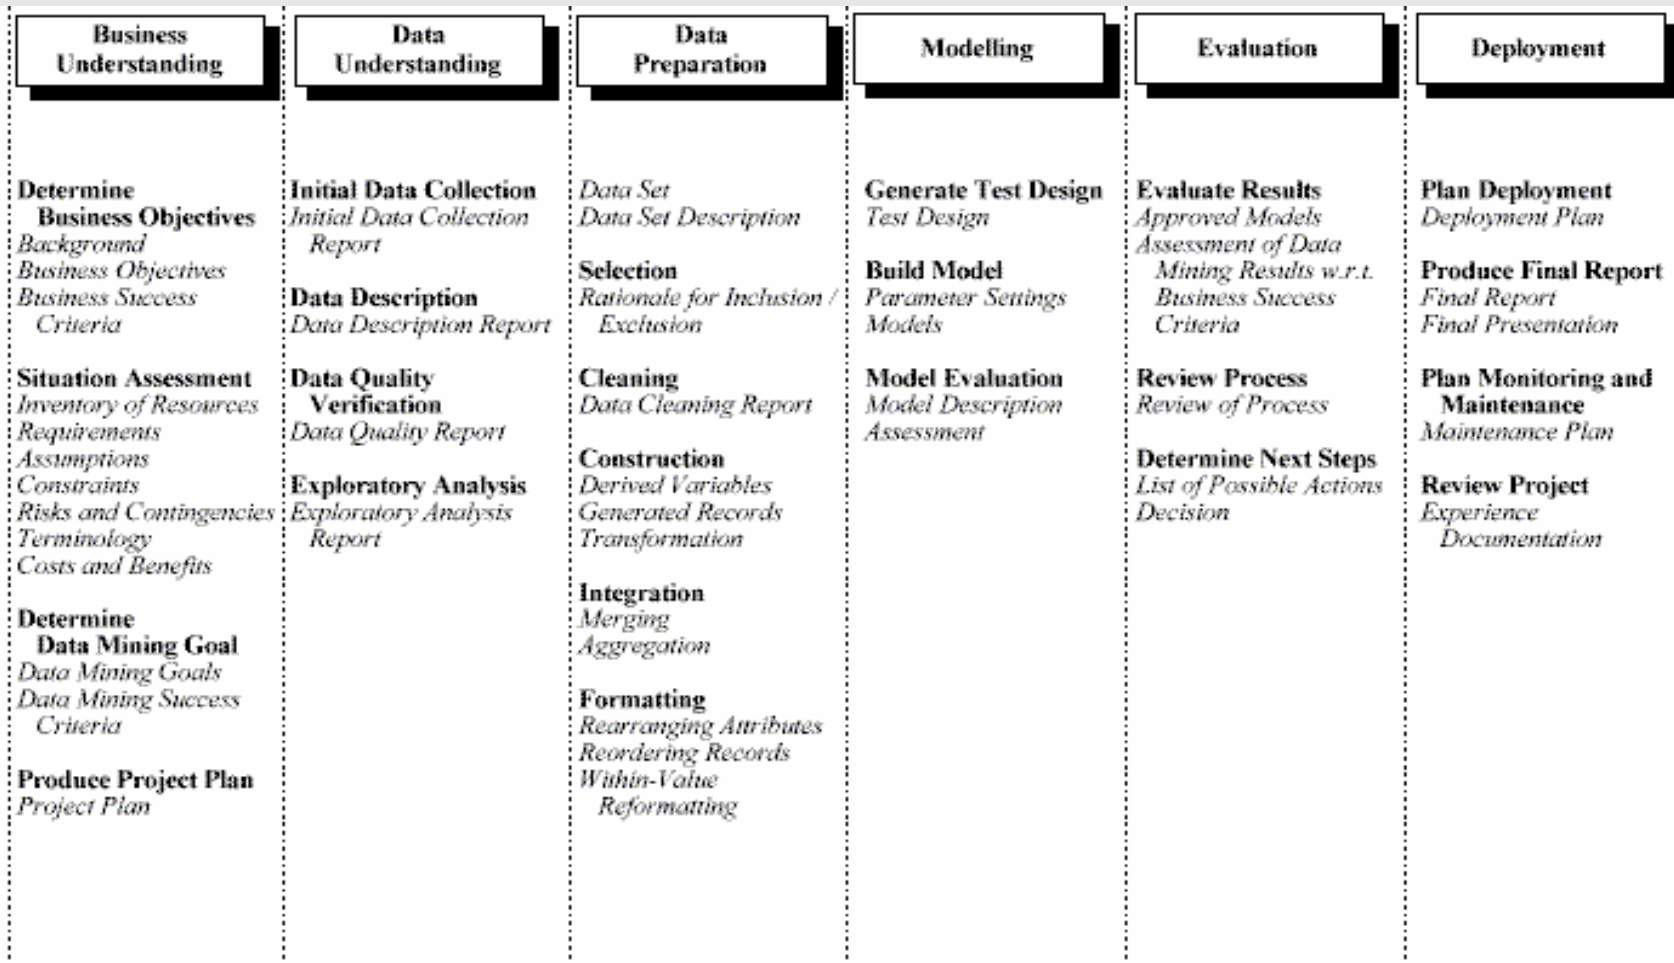 Business
Understanding
Data
Understanding
Data
Preparation
Modelling
Evaluation
Deployment
Determine
Business Objectives
Background
Business Objectives
Business Success
Criteria
Situation Assessment
Inventory of Resources
Requirements
Assumptions
Constraints
Risks and Contingencies
Terminology
Costs and Benefits
Determine
Data Mining Goal
Data Mining Goals
Data Mining Success
Criteria
Produce Project Plan
Project Plan
Initial Data Collection
Initial Data Collection
Report
Data Description
Data Description Report
Data Quality
Verification
Data Quality Report
Exploratory Analysis
Exploratory Analysis
Report
Data Set
Data Set Description
Selection
Rationale for Inclusion /
Exclusion
Cleaning
Data Cleaning Report
Construction
Derived Variables
Generated Records
Transformation
Integration
Merging
Aggregation
Formatting
Rearranging Attributes
Reordering Records
Within-Value
Reformatting
Generate Test Design
Test Design
Build Model
Parameter Settings
Models
Model Evaluation
Model Description
Assessment
Evaluate Results
Approved Models
Assessment of Data
Mining Results w.r.t.
Business Success
Criteria
Review Process
Review of Process
Determine Next Steps
List of Possible Actions
Decision
Plan Deployment
Deployment Plan
Produce Final Report
Final Report
Final Presentation
Plan Monitoring and
Maintenance
Maintenance Plan
Review Project
Experience
Documentation